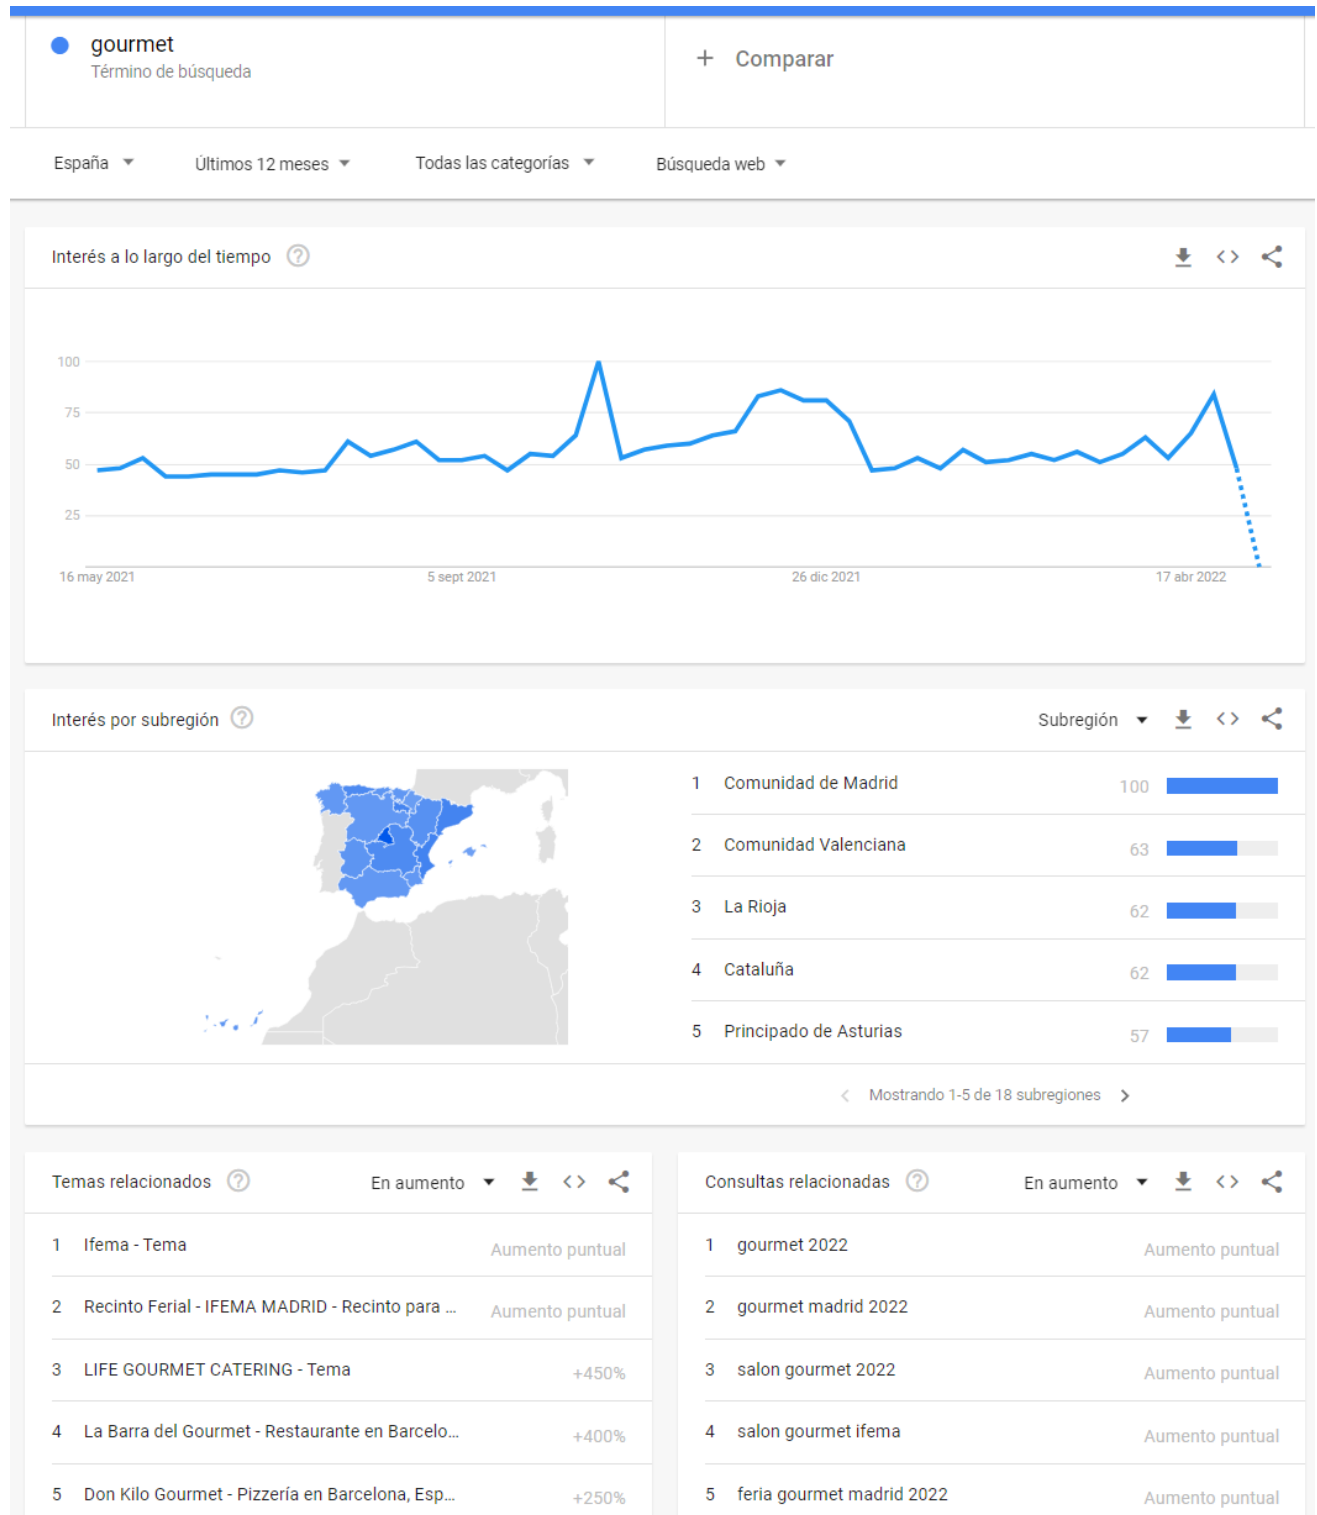 gourmet
Término de búsqueda
+ Comparar
España
Últimos 12 meses
Todas las categorías
Búsqueda web
Interés a lo largo del tiempo
100
75
50
25
16 may 2021
5 sept 2021
26 dic 2021
17 abr 2022
Interés por subregión
Subregión
1 Comunidad de Madrid 100
2 Comunidad Valenciana 63
3 La Rioja 62
4 Cataluña 62
5 Principado de Asturias 57
Mostrando 1-5 de 18 subregiones
Temas relacionados
En aumento
1 Ifema - Tema Aumento puntual
2 Recinto Ferial - IFEMA MADRID - Recinto para ... Aumento puntual
3 LIFE GOURMET CATERING - Tema +450%
4 La Barra del Gourmet - Restaurante en Barcelo... +400%
5 Don Kilo Gourmet - Pizzería en Barcelona, Esp... +250%
Consultas relacionadas
En aumento
1 gourmet 2022 Aumento puntual
2 gourmet madrid 2022 Aumento puntual
3 salon gourmet 2022 Aumento puntual
4 salon gourmet ifema Aumento puntual
5 feria gourmet madrid 2022 Aumento puntual